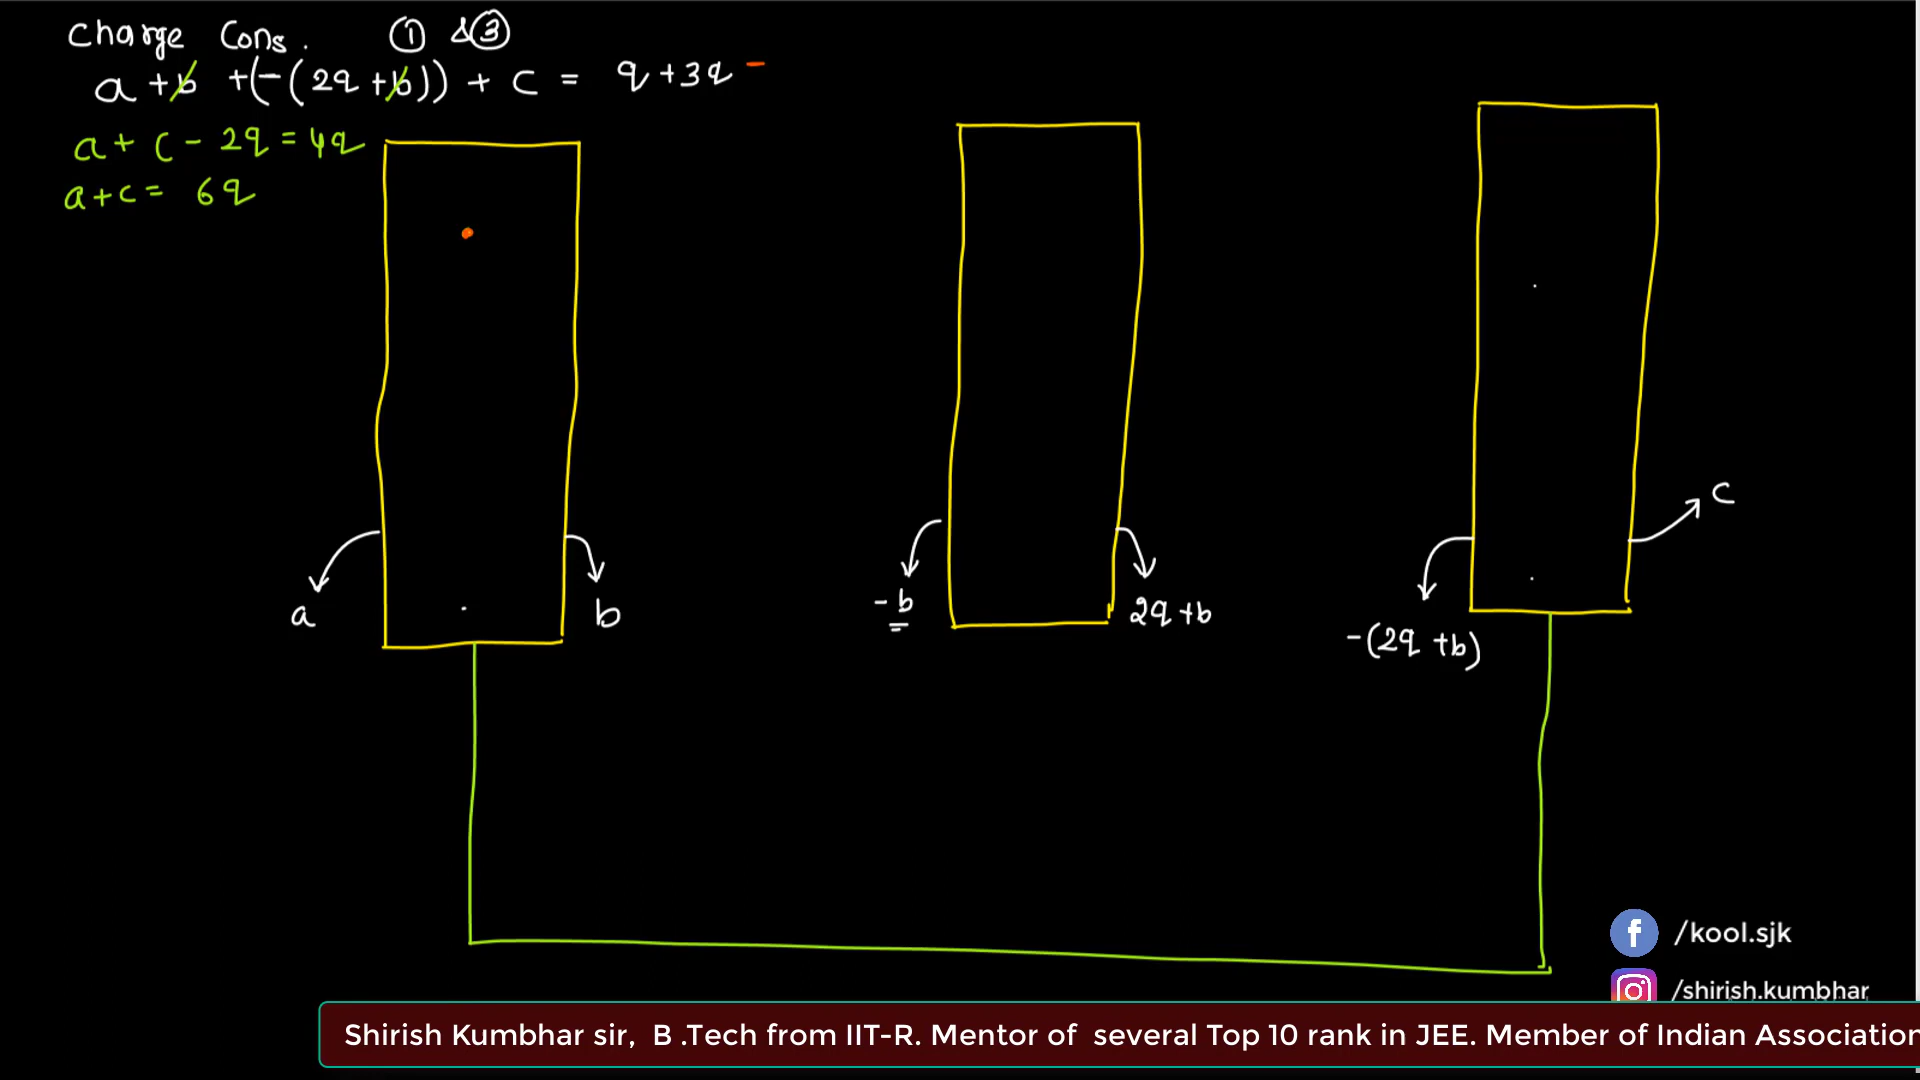 Charge Cons. ① & ③
a + b + (-(2q + b)) + c = q + 3q -
a + c - 2q = 4q
a + c = 6q
c
a
b
- b
2q + b
-(2q + b)
/kool.sjk
/shirish.kumbhar
Shirish Kumbhar sir, B .Tech from IIT-R. Mentor of several Top 10 rank in JEE. Member of Indian Association